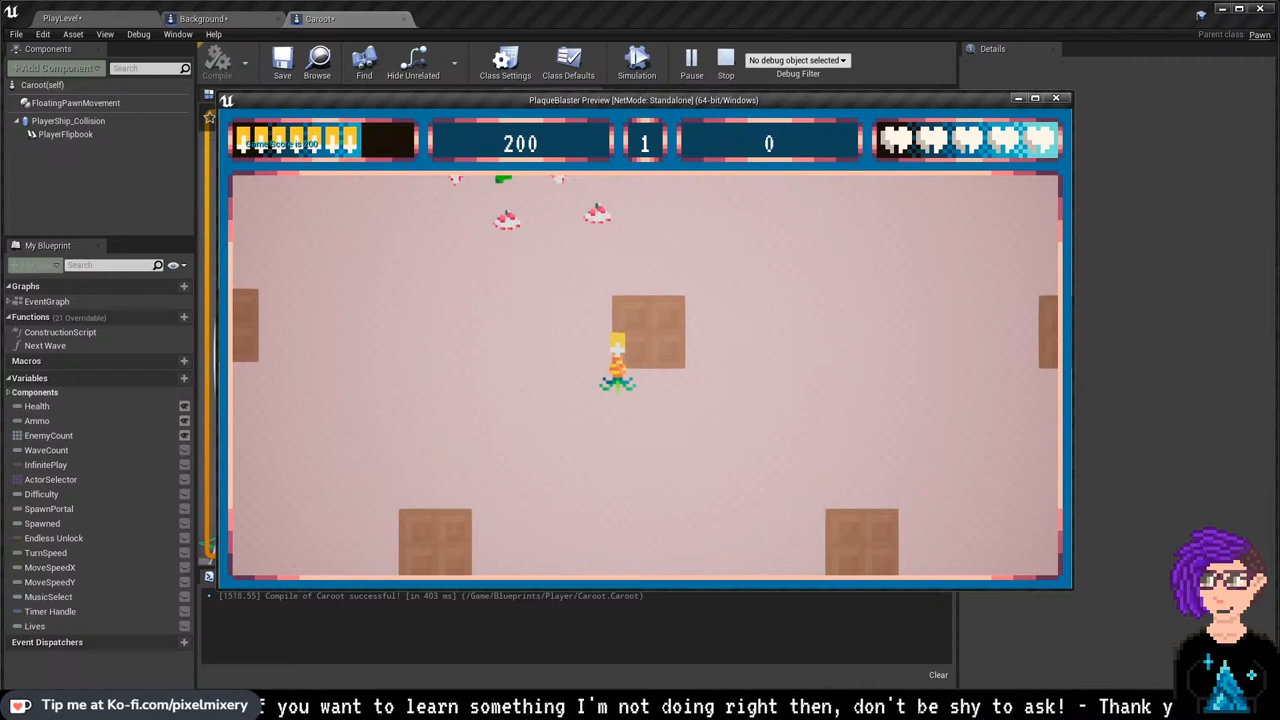 PlayLevel•
Background•
Caroot•
File
Edit
Asset
View
Debug
Window
Help
Parent class: Pawn
Components
+Add Component
Search
Caroot(self)
FloatingPawnMovement
PlayerShip_Collision
PlayerFlipbook
Compile
Save
Browse
Find
Hide Unrelated
Class Settings
Class Defaults
Simulation
Pause
Stop
No debug object selected
Debug Filter
Details
PlaqueBlaster Preview [NetMode: Standalone] (64-bit/Windows)
Game Score is 200
200
1
0
My Blueprint
Search
Graphs
EventGraph
Functions (21 Overridable)
ConstructionScript
Next Wave
Macros
Variables
Components
Health
Ammo
EnemyCount
WaveCount
InfinitePlay
ActorSelector
Difficulty
SpawnPortal
Spawned
Endless Unlock
TurnSpeed
MoveSpeedX
MoveSpeedY
MusicSelect
Timer Handle
Lives
Event Dispatchers
[1518.55] Compile of Caroot successful! [in 403 ms] (/Game/Blueprints/Player/Caroot.Caroot)
Clear
Tip me at Ko-fi.com/pixelmixery
f you want to learn something I'm not doing right then, don't be shy to ask! - Thank y